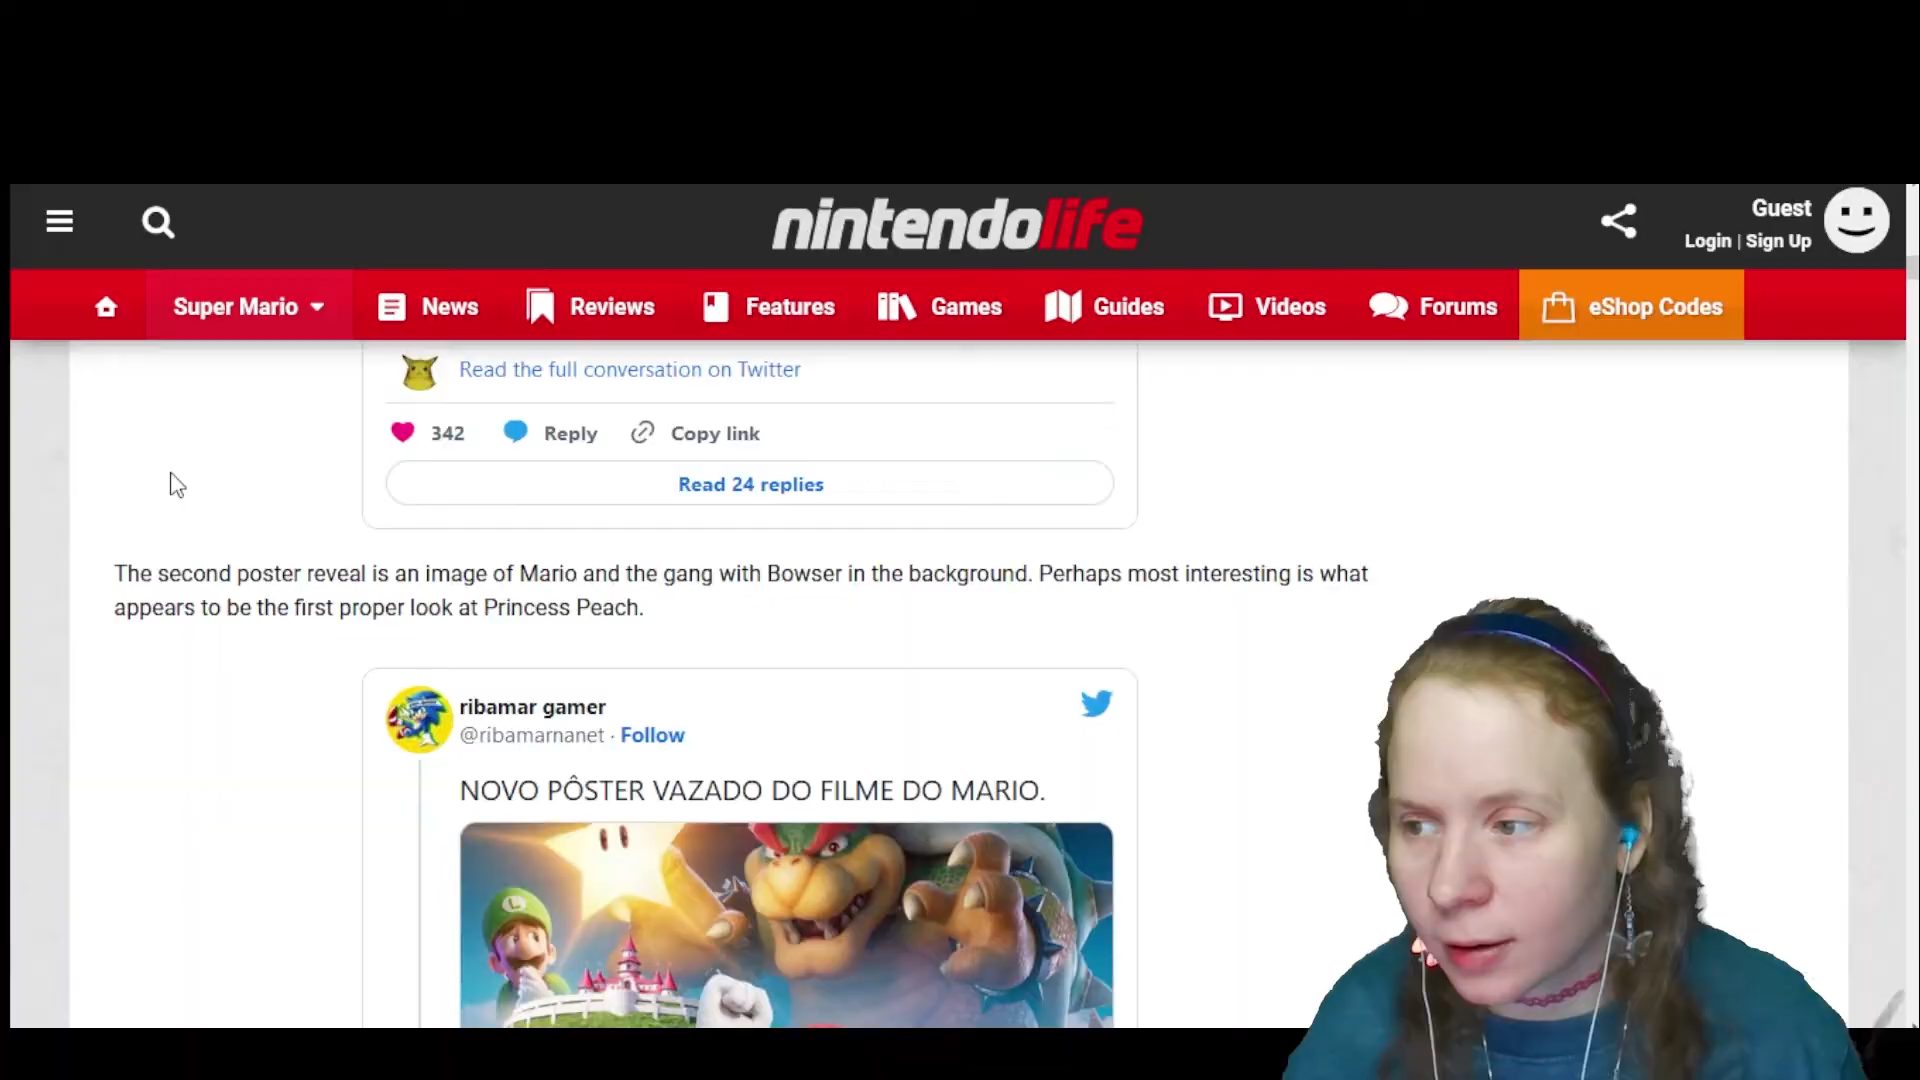 nintendolife
Guest
Login | Sign Up
Super Mario
News
Reviews
Features
Games
Guides
Videos
Forums
eShop Codes
Read the full conversation on Twitter
342
Reply
Copy link
Read 24 replies
The second poster reveal is an image of Mario and the gang with Bowser in the background. Perhaps most interesting is what
appears to be the first proper look at Princess Peach.
ribamar gamer
@ribamarnanet · Follow
NOVO PÔSTER VAZADO DO FILME DO MARIO.
L